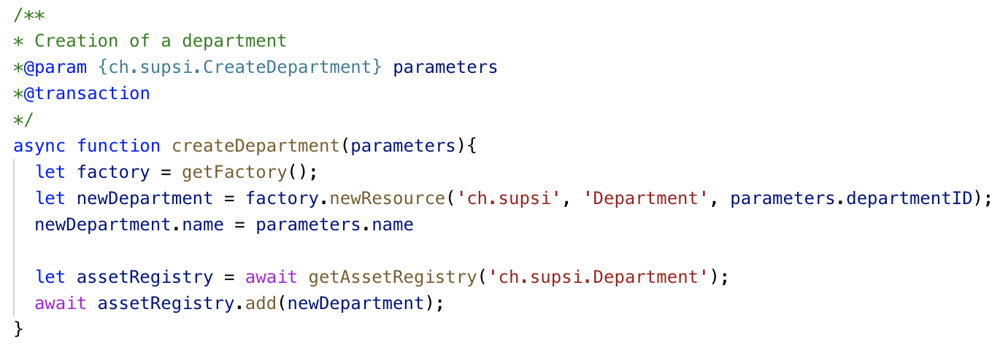 /**
* Creation of a department
*@param {ch.supsi.CreateDepartment} parameters
*@transaction
*/
async function createDepartment(parameters){
let factory = getFactory();
let newDepartment = factory.newResource('ch.supsi', 'Department', parameters.departmentID);
newDepartment.name = parameters.name
let assetRegistry = await getAssetRegistry('ch.supsi.Department');
await assetRegistry.add(newDepartment);
}